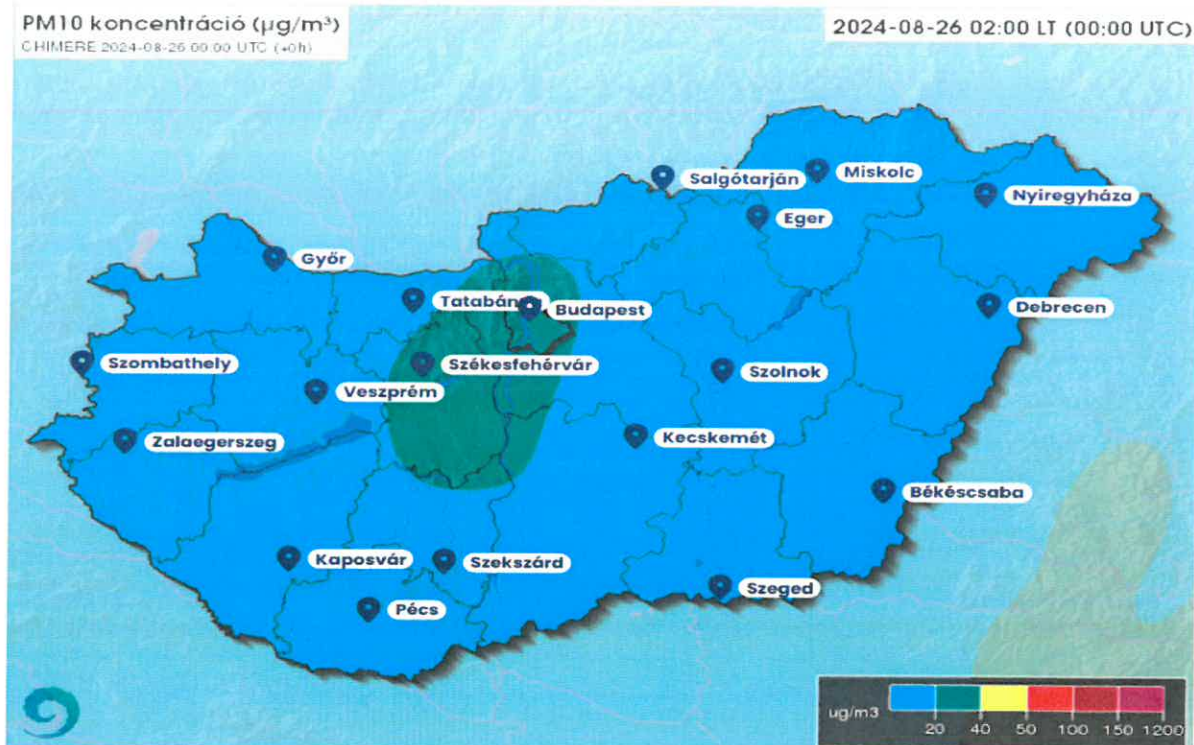 PM10 koncentráció (µg/m³)
CHIMERE 2024-08-26 00:00 UTC (+0h)
2024-08-26 02:00 LT (00:00 UTC)
Salgótarján
Miskolc
Nyíregyháza
Eger
Győr
Tatabánya
Budapest
Debrecen
Szombathely
Székesfehérvár
Szolnok
Veszprém
Zalaegerszeg
Kecskemét
Békéscsaba
Kaposvár
Szekszárd
Szeged
Pécs
ug/m3
20 40 50 100 150 1200